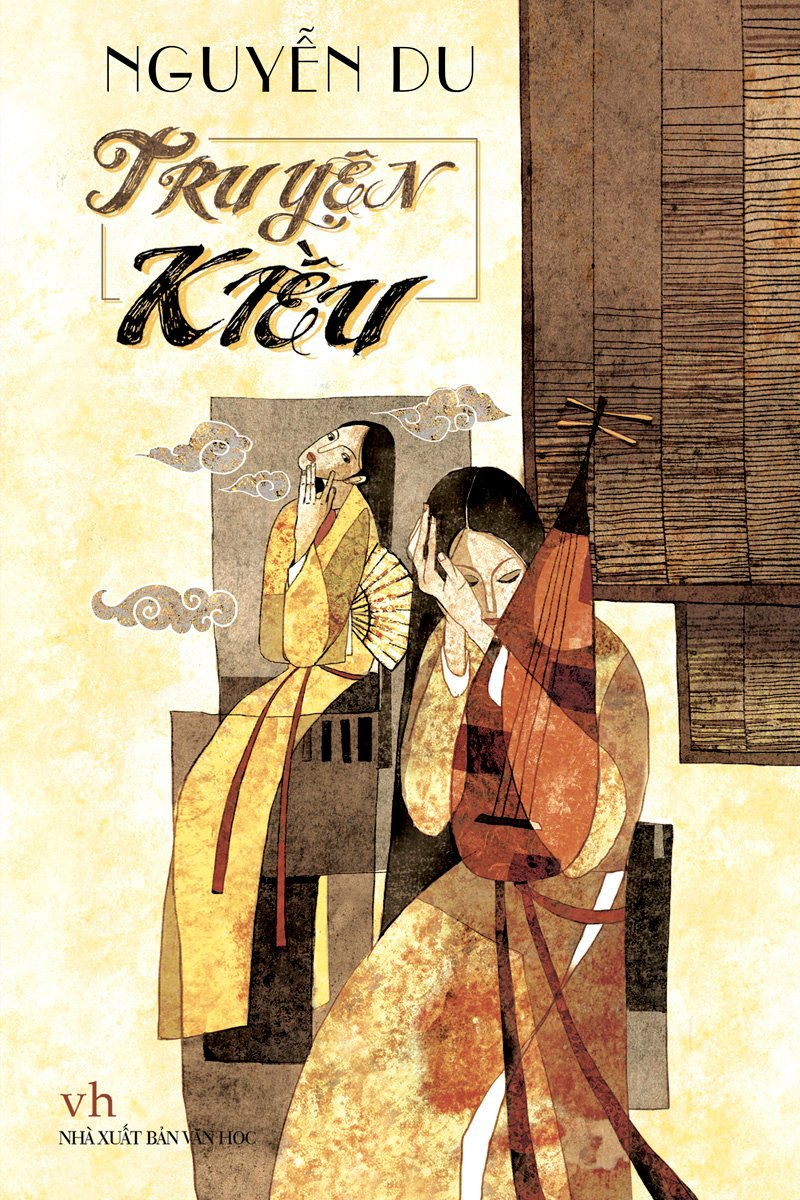 NGUYỄN DU
TRUYỆN
KIỀU
vh
NHÀ XUẤT BẢN VĂN HỌC